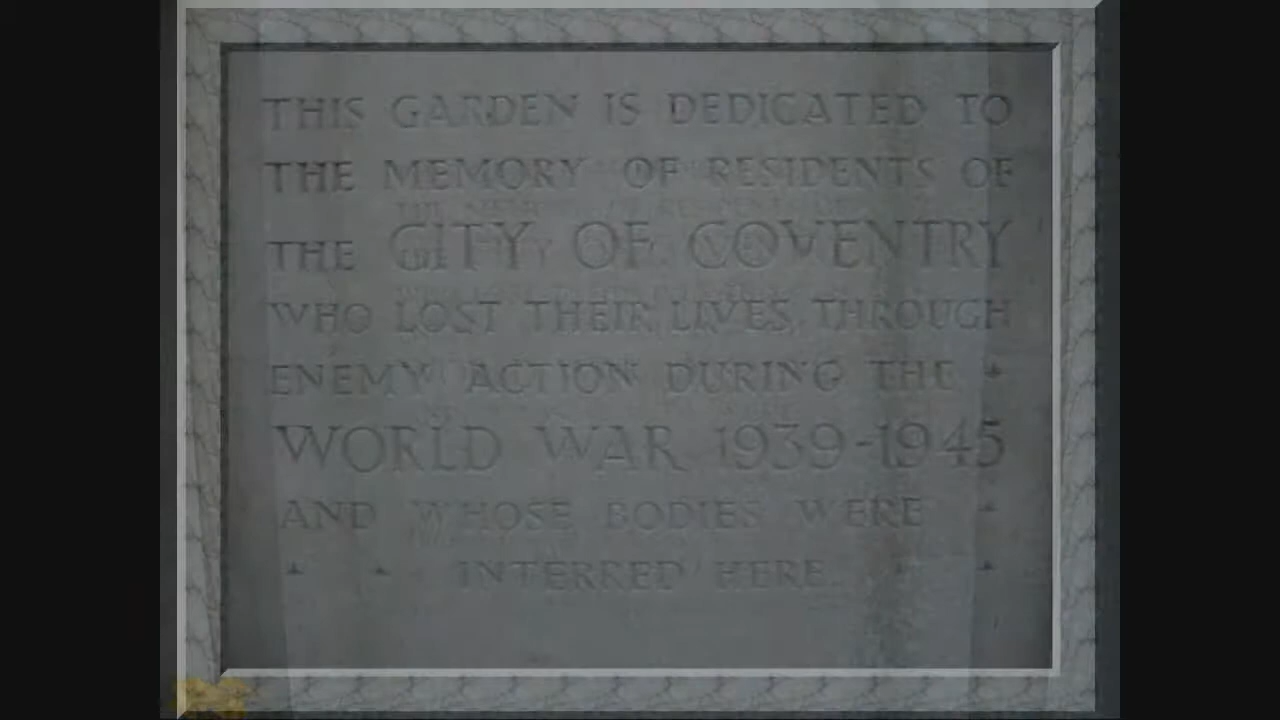 THIS GARDEN IS DEDICATED TO
THE MEMORY OF RESIDENTS OF
THE CITY OF COVENTRY
WHO LOST THEIR LIVES THROUGH
ENEMY ACTION DURING THE
WORLD WAR 1939-1945
AND WHOSE BODIES WERE
INTERRED HERE